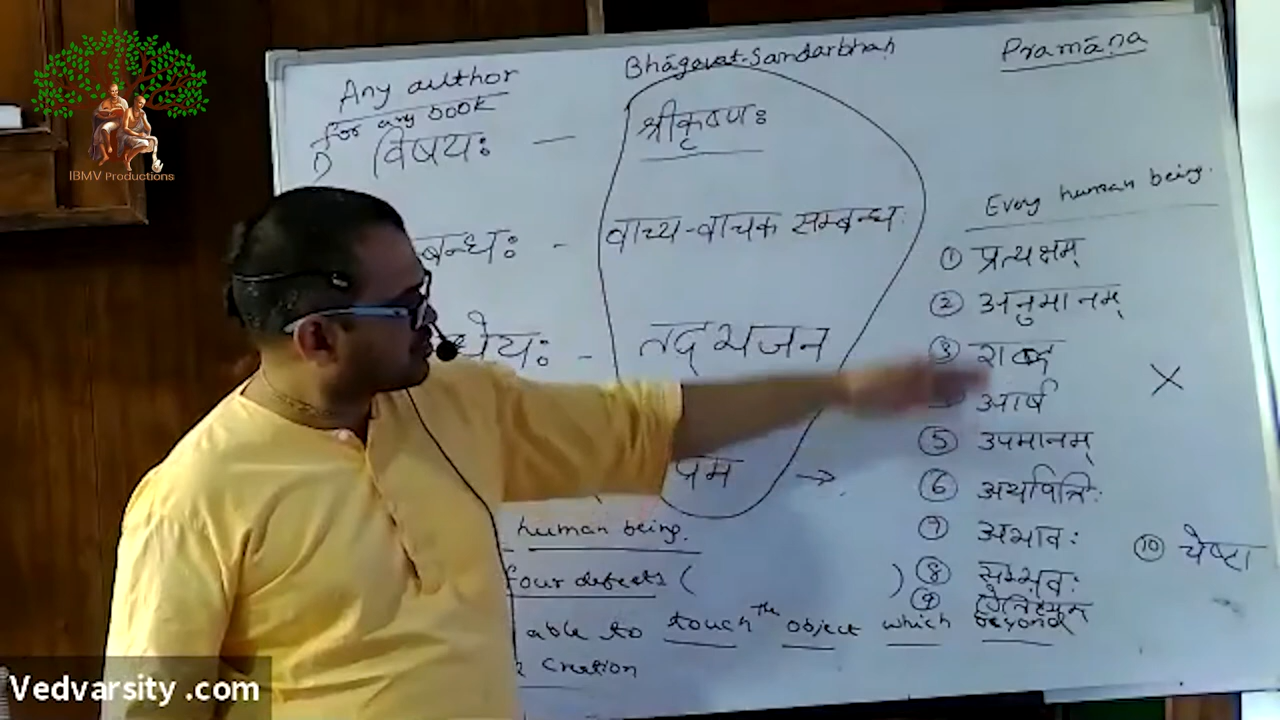 IBMV Productions
Any author
for any book
Bhāgavat-Sandarbhaḥ
Pramāṇa
1) विषयः — श्रीकृष्णः
बन्धः - वाच्य-वाचक सम्बन्धः
धेयः - तद्भजन
प्रेम →
human being.
four defects ( )
able to touch the object which beyond
creation
Every human being.
① प्रत्यक्षम्
② अनुमानम्
③ शब्द
आर्ष
⑤ उपमानम्
⑥ अर्थापत्तिः
⑦ अभावः
⑧ सम्भवः
⑨ ऐतिह्यम्
⑩ चेष्टा
X
Vedvarsity .com